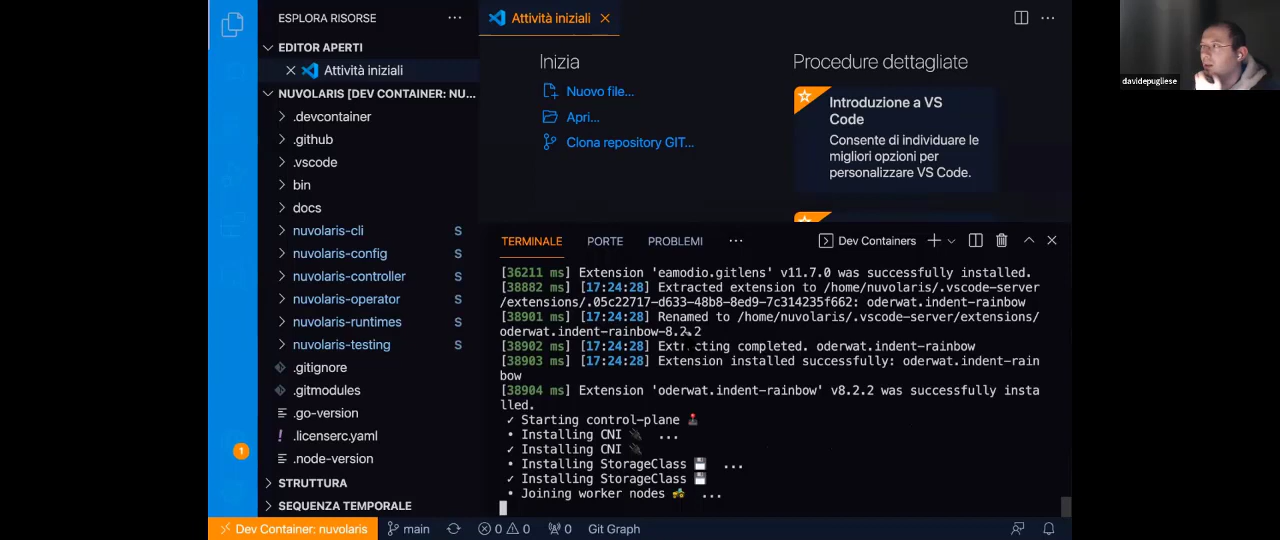 ESPLORA RISORSE
EDITOR APERTI
Attività iniziali
NUVOLARIS [DEV CONTAINER: NU...
.devcontainer
.github
.vscode
bin
docs
nuvolaris-cli S
nuvolaris-config S
nuvolaris-controller S
nuvolaris-operator S
nuvolaris-runtimes S
nuvolaris-testing S
.gitignore
.gitmodules
.go-version
.licenserc.yaml
.node-version
STRUTTURA
SEQUENZA TEMPORALE
1
Attività iniziali
Inizia
Nuovo file...
Apri...
Clona repository GIT...
Procedure dettagliate
Introduzione a VS
Code
Consente di individuare le
migliori opzioni per
personalizzare VS Code.
TERMINALE PORTE PROBLEMI ... Dev Containers
[36211 ms] Extension 'eamodio.gitlens' v11.7.0 was successfully installed.
[38882 ms] [17:24:28] Extracted extension to /home/nuvolaris/.vscode-server
/extensions/.05c22717-d633-48b8-8ed9-7c314235f662: oderwat.indent-rainbow
[38901 ms] [17:24:28] Renamed to /home/nuvolaris/.vscode-server/extensions/
oderwat.indent-rainbow-8.2.2
[38902 ms] [17:24:28] Extracting completed. oderwat.indent-rainbow
[38903 ms] [17:24:28] Extension installed successfully: oderwat.indent-rain
bow
[38904 ms] Extension 'oderwat.indent-rainbow' v8.2.2 was successfully insta
lled.
✓ Starting control-plane 🕹️
• Installing CNI 🔌 ...
✓ Installing CNI 🔌
• Installing StorageClass 💾 ...
✓ Installing StorageClass 💾
• Joining worker nodes 🚜 ...
Dev Container: nuvolaris main 0 0 0 Git Graph
davidepugliese